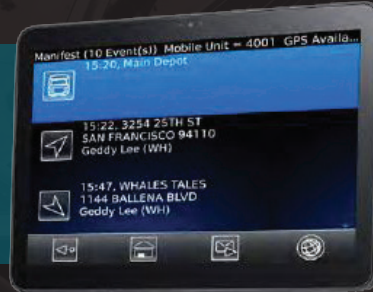 Manifest (10 Event(s)) Mobile Unit = 4001 GPS Availa...
15:20, Main Depot
15:22, 3254 25TH ST
SAN FRANCISCO 94110
Geddy Lee (WH)
15:47, WHALES TALES
1144 BALLENA BLVD
Geddy Lee (WH)